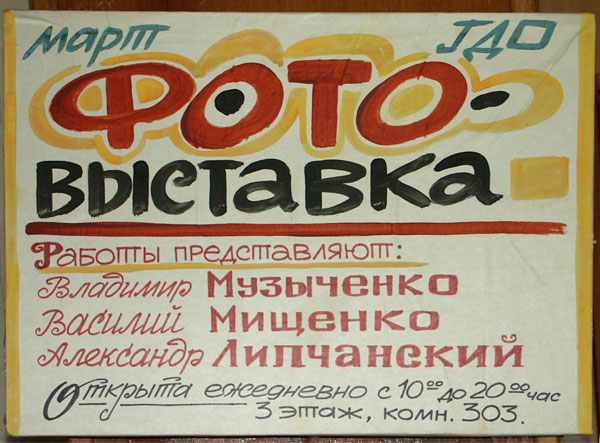 март ГДО
ФОТО-
ВЫСТАВКА
Работы представляют:
Владимир Музыченко
Василий Мищенко
Александр Липчанский
Открыта ежедневно с 10⁰⁰ до 20⁰⁰ час
3 этаж, комн. 303.